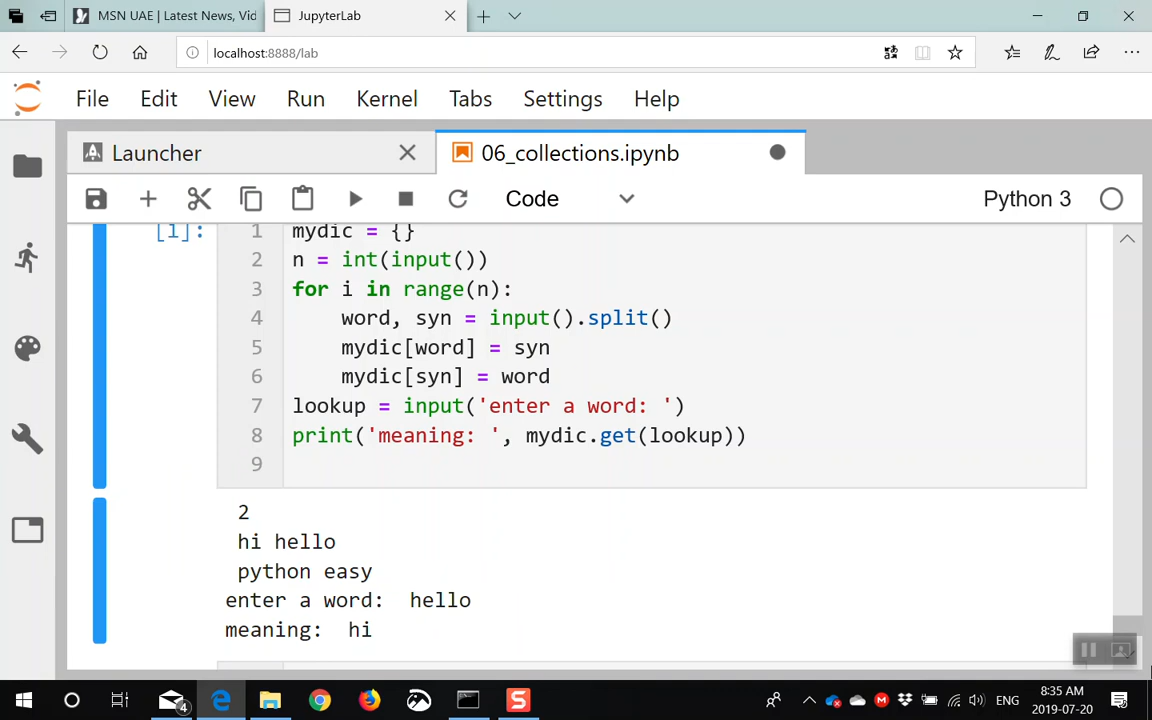 MSN UAE | Latest News, Vid
JupyterLab
localhost:8888/lab
File Edit View Run Kernel Tabs Settings Help
Launcher
06_collections.ipynb
Code
Python 3
[1]:
1 mydic = {}
2 n = int(input())
3 for i in range(n):
4     word, syn = input().split()
5     mydic[word] = syn
6     mydic[syn] = word
7 lookup = input('enter a word: ')
8 print('meaning: ', mydic.get(lookup))
9
2
hi hello
python easy
enter a word:  hello
meaning:  hi
4
ENG
8:35 AM
2019-07-20